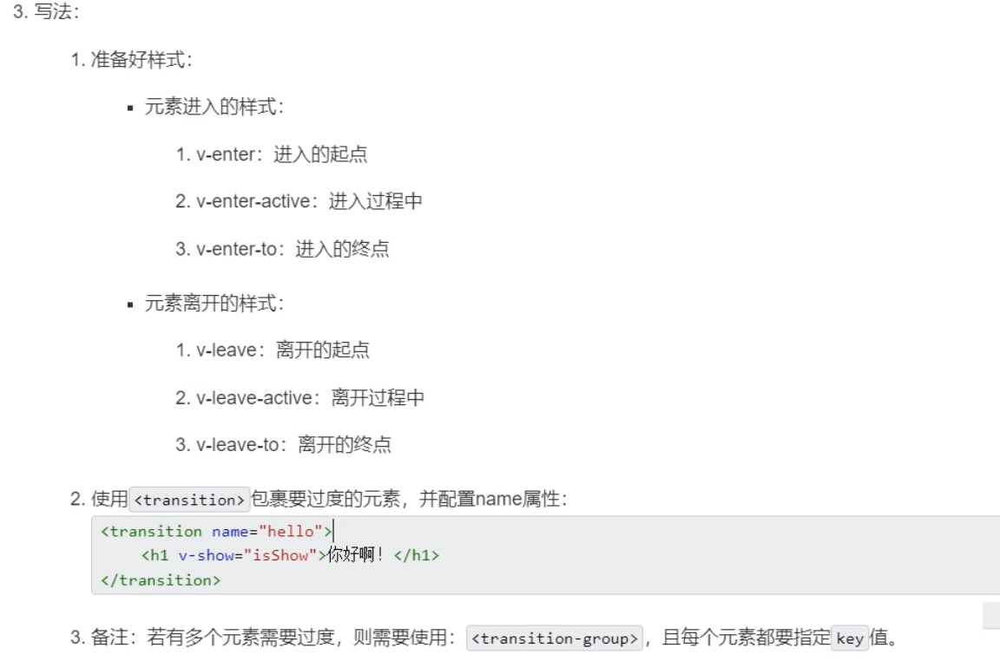 3. 写法：
1. 准备好样式：
▪ 元素进入的样式：
1. v-enter：进入的起点
2. v-enter-active：进入过程中
3. v-enter-to：进入的终点
▪ 元素离开的样式：
1. v-leave：离开的起点
2. v-leave-active：离开过程中
3. v-leave-to：离开的终点
2. 使用<transition>包裹要过度的元素，并配置name属性：
<transition name="hello">
<h1 v-show="isShow">你好啊！</h1>
</transition>
3. 备注：若有多个元素需要过度，则需要使用：<transition-group>，且每个元素都要指定key值。